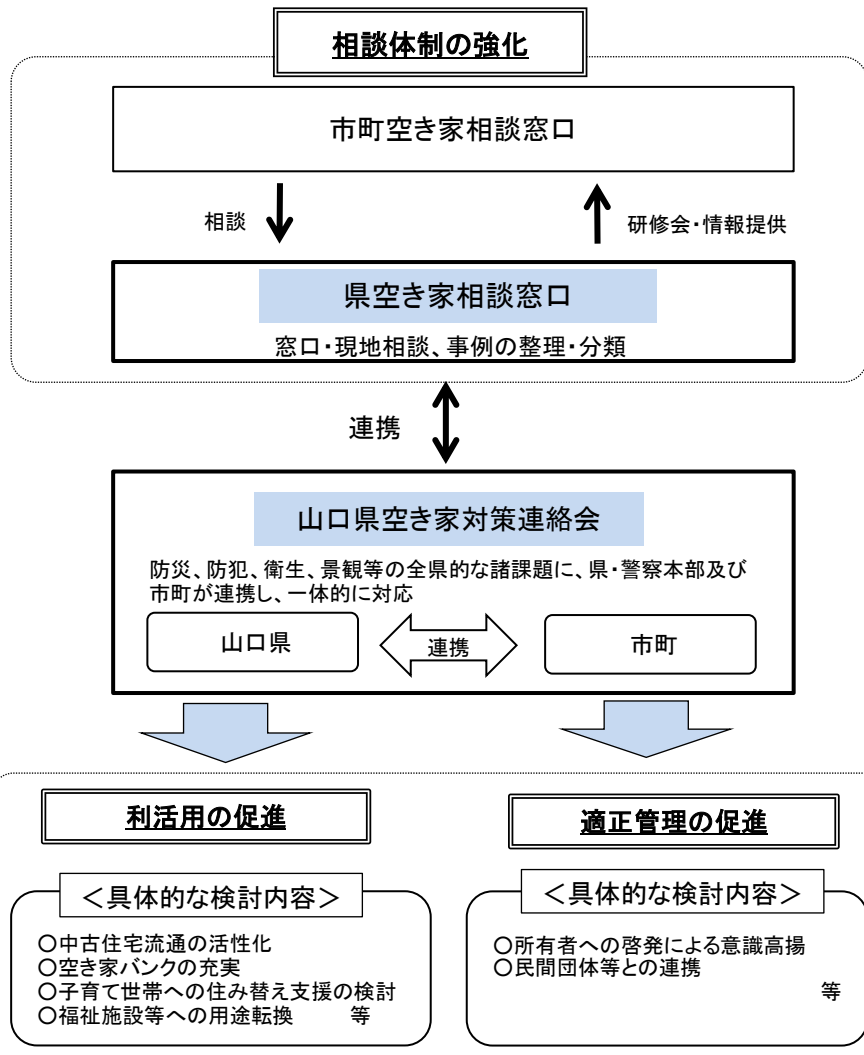 相談体制の強化
市町空き家相談窓口
相談
研修会・情報提供
県空き家相談窓口
窓口・現地相談、事例の整理・分類
連携
山口県空き家対策連絡会
防災、防犯、衛生、景観等の全県的な諸課題に、県・警察本部及び
市町が連携し、一体的に対応
山口県
連携
市町
利活用の促進
＜具体的な検討内容＞
○中古住宅流通の活性化
○空き家バンクの充実
○子育て世帯への住み替え支援の検討
○福祉施設等への用途転換　　等
適正管理の促進
＜具体的な検討内容＞
○所有者への啓発による意識高揚
○民間団体等との連携
等